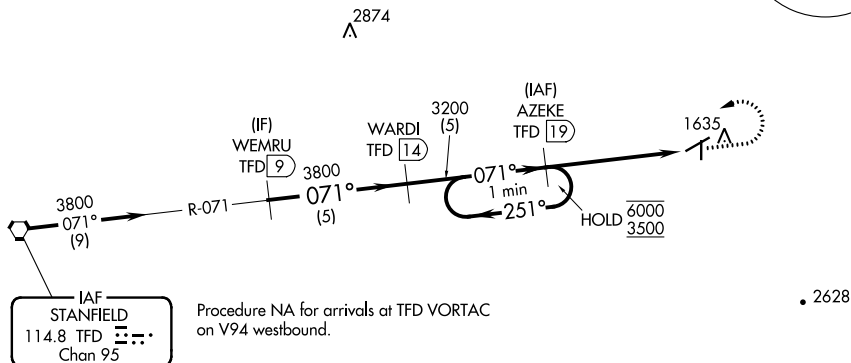 2874
(IAF)
AZEKE
TFD 19
3200
(5)
1635
WARDI
TFD 14
(IF)
WEMRU
TFD 9
3800
071°
(5)
071°
1 min
251°
HOLD 6000
3500
3800
071°
(9)
R-071
IAF
STANFIELD
114.8 TFD
Chan 95
Procedure NA for arrivals at TFD VORTAC
on V94 westbound.
2628